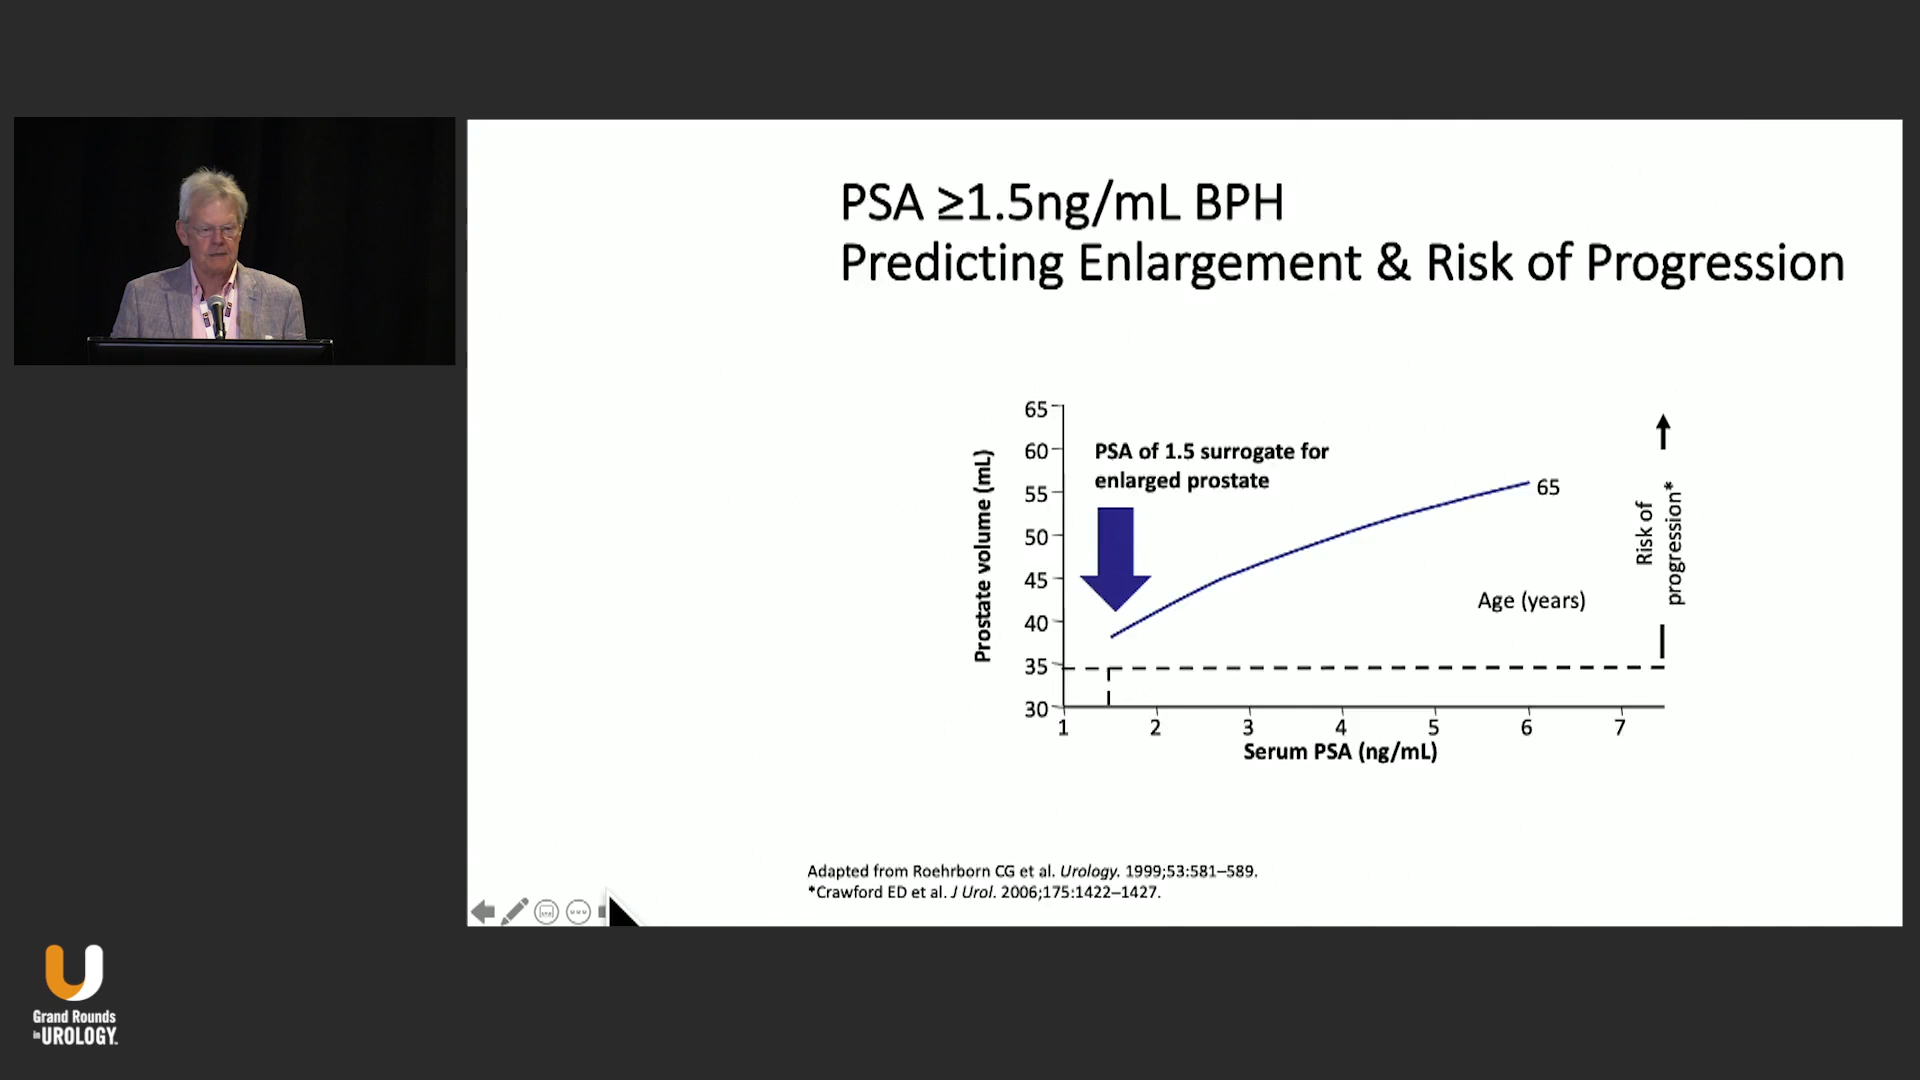 PSA ≥1.5ng/mL BPH
Predicting Enlargement & Risk of Progression
65
60
55
50
45
40
35
30
Prostate volume (mL)
PSA of 1.5 surrogate for
enlarged prostate
65
Age (years)
Risk of
progression*
1 2 3 4 5 6 7
Serum PSA (ng/mL)
Adapted from Roehrborn CG et al. Urology. 1999;53:581–589.
*Crawford ED et al. J Urol. 2006;175:1422–1427.
Grand Rounds
in UROLOGY